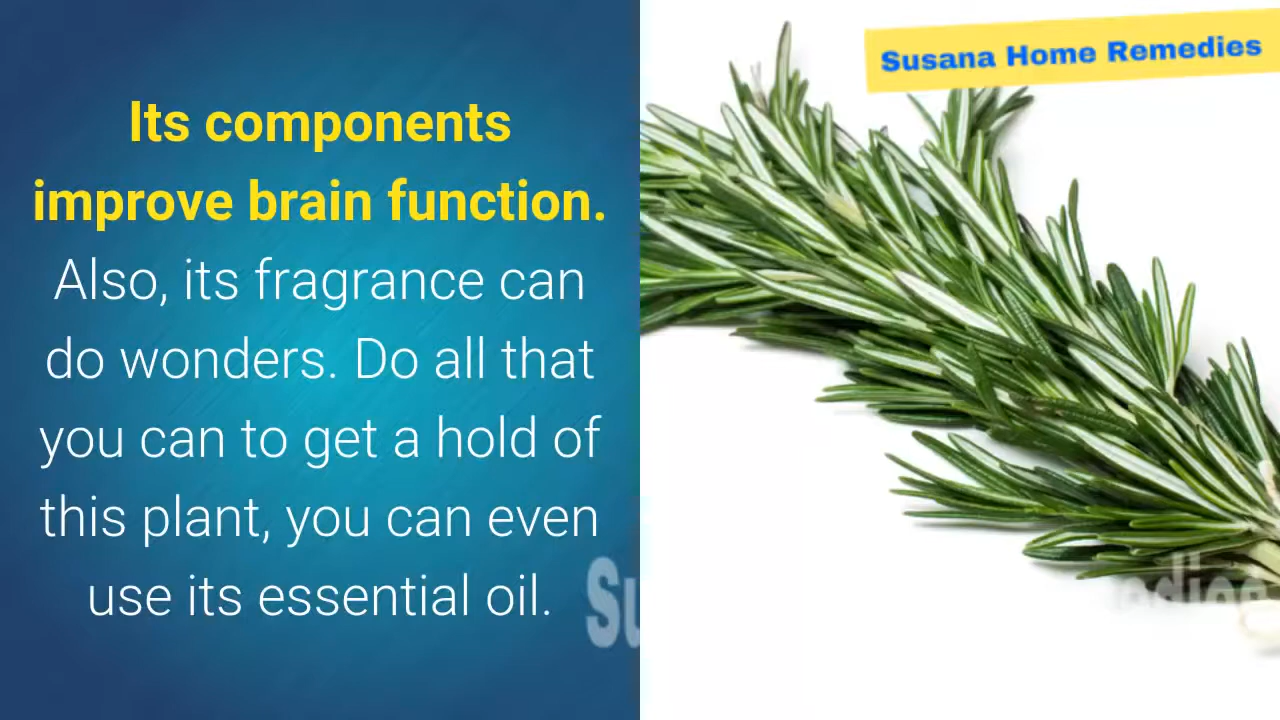 Susana Home Remedies
Its components
improve brain function.
Also, its fragrance can
do wonders. Do all that
you can to get a hold of
this plant, you can even
use its essential oil.
Su